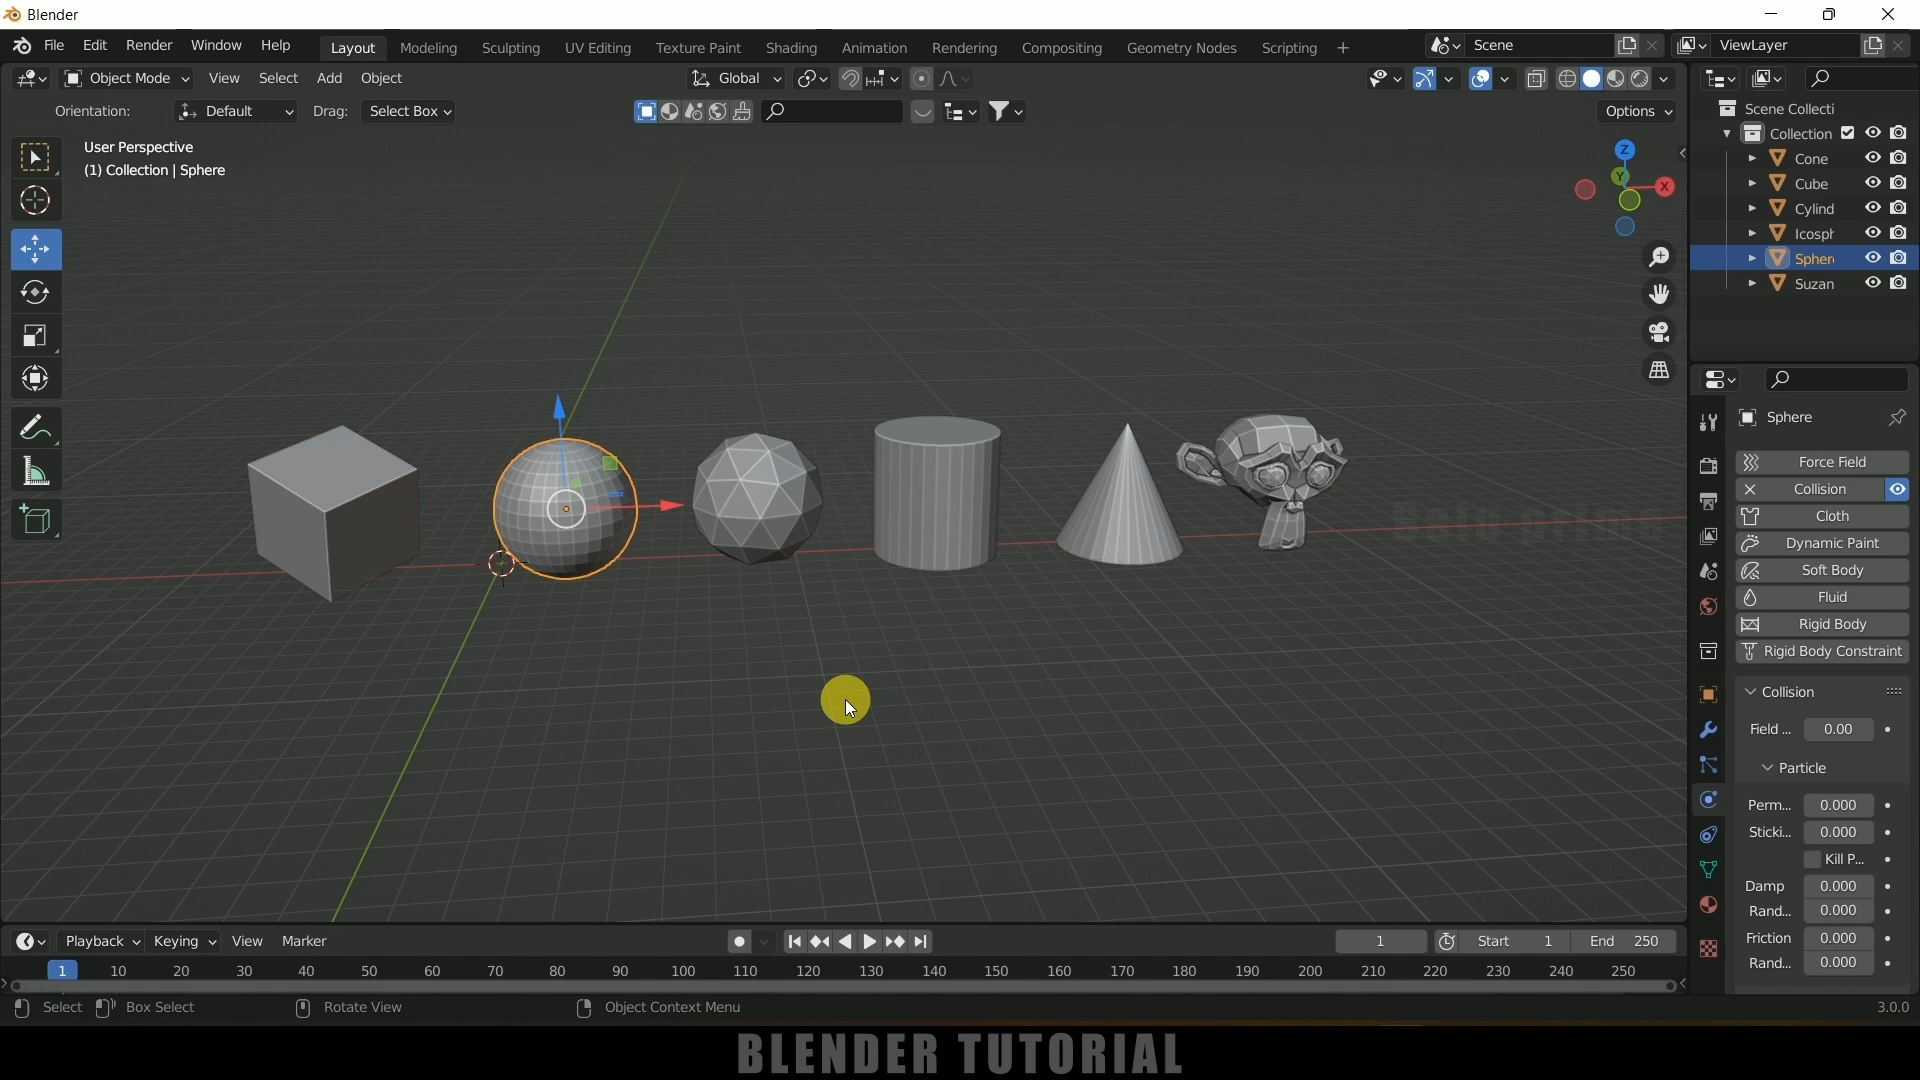 Blender
File Edit Render Window Help Layout Modeling Sculpting UV Editing Texture Paint Shading Animation Rendering Compositing Geometry Nodes Scripting + Scene ViewLayer
Object Mode View Select Add Object Global
Orientation: Default Drag: Select Box Options
User Perspective
(1) Collection | Sphere
Z
Y
X
Scene Collecti
Collection
Cone
Cube
Cylind
Icosph
Spher
Suzan
Sphere
Force Field
Collision
Cloth
Dynamic Paint
Soft Body
Fluid
Rigid Body
Rigid Body Constraint
Collision
Field ... 0.00
Particle
Perm... 0.000
Sticki... 0.000
Kill P...
Damp 0.000
Rand... 0.000
Friction 0.000
Rand... 0.000
Playback Keying View Marker 1 Start 1 End 250
1 10 20 30 40 50 60 70 80 90 100 110 120 130 140 150 160 170 180 190 200 210 220 230 240 250
Select Box Select Rotate View Object Context Menu 3.0.0
BLENDER TUTORIAL